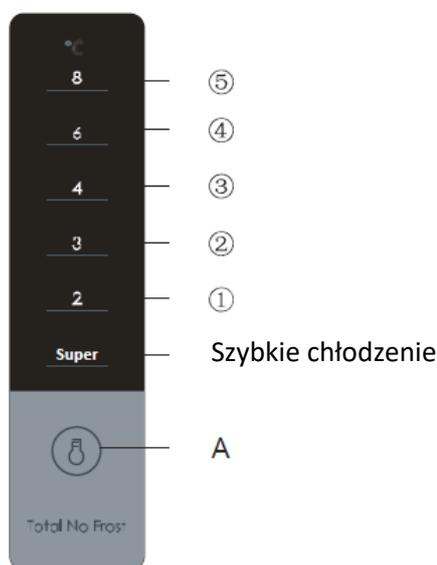 °C
8 ⑤
6 ④
4 ③
3 ②
2 ①
Super Szybkie chłodzenie
A
Total No Frost